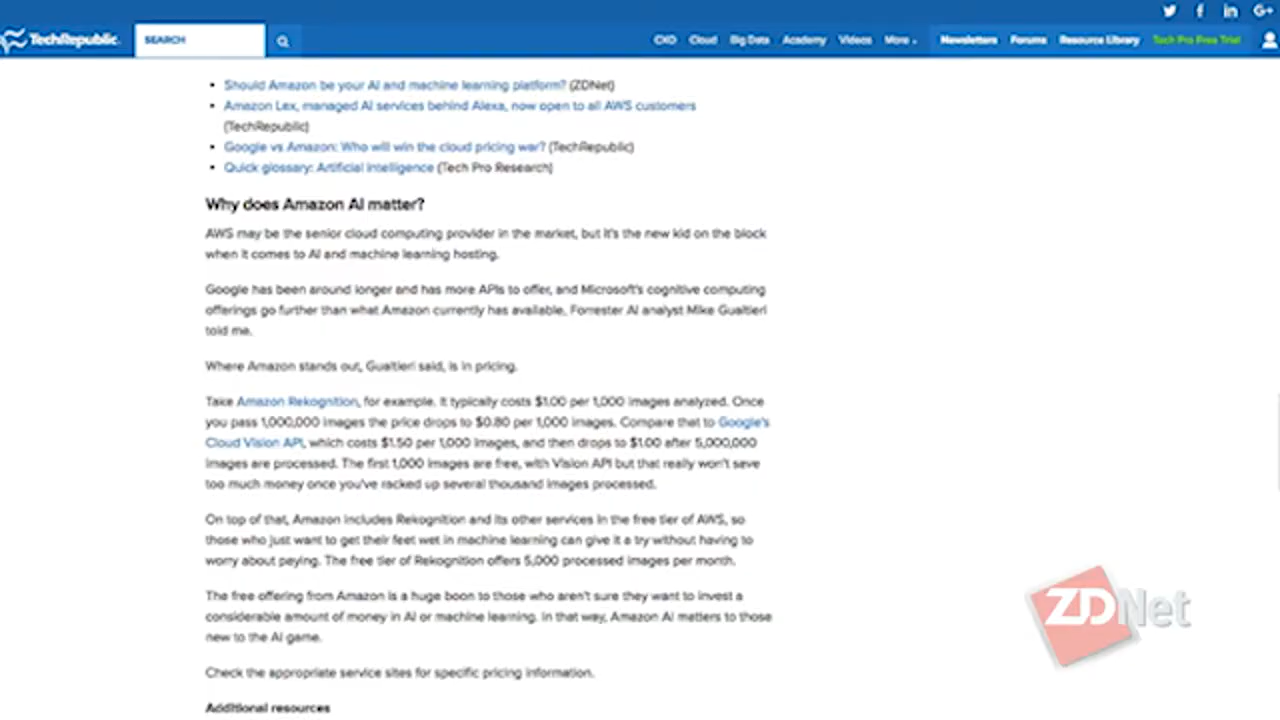 TechRepublic.
SEARCH
CXO Cloud Big Data Academy Videos More Newsletters Forums Resource Library Tech Pro Free Trial
• Should Amazon be your AI and machine learning platform? (ZDNet)
• Amazon Lex, managed AI services behind Alexa, now open to all AWS customers
(TechRepublic)
• Google vs Amazon: Who will win the cloud pricing war? (TechRepublic)
• Quick glossary: Artificial intelligence (Tech Pro Research)
Why does Amazon AI matter?
AWS may be the senior cloud computing provider in the market, but it's the new kid on the block
when it comes to AI and machine learning hosting.
Google has been around longer and has more APIs to offer, and Microsoft's cognitive computing
offerings go further than what Amazon currently has available, Forrester AI analyst Mike Gualtieri
told me.
Where Amazon stands out, Gualtieri said, is in pricing.
Take Amazon Rekognition, for example. It typically costs $1.00 per 1,000 images analyzed. Once
you pass 1,000,000 images the price drops to $0.80 per 1,000 images. Compare that to Google's
Cloud Vision API, which costs $1.50 per 1,000 images, and then drops to $1.00 after 5,000,000
images are processed. The first 1,000 images are free, with Vision API but that really won't save
too much money once you've racked up several thousand images processed.
On top of that, Amazon includes Rekognition and its other services in the free tier of AWS, so
those who just want to get their feet wet in machine learning can give it a try without having to
worry about paying. The free tier of Rekognition offers 5,000 processed images per month.
The free offering from Amazon is a huge boon to those who aren't sure they want to invest a
considerable amount of money in AI or machine learning. In that way, Amazon AI matters to those
new to the AI game.
Check the appropriate service sites for specific pricing information.
Additional resources
ZDNet